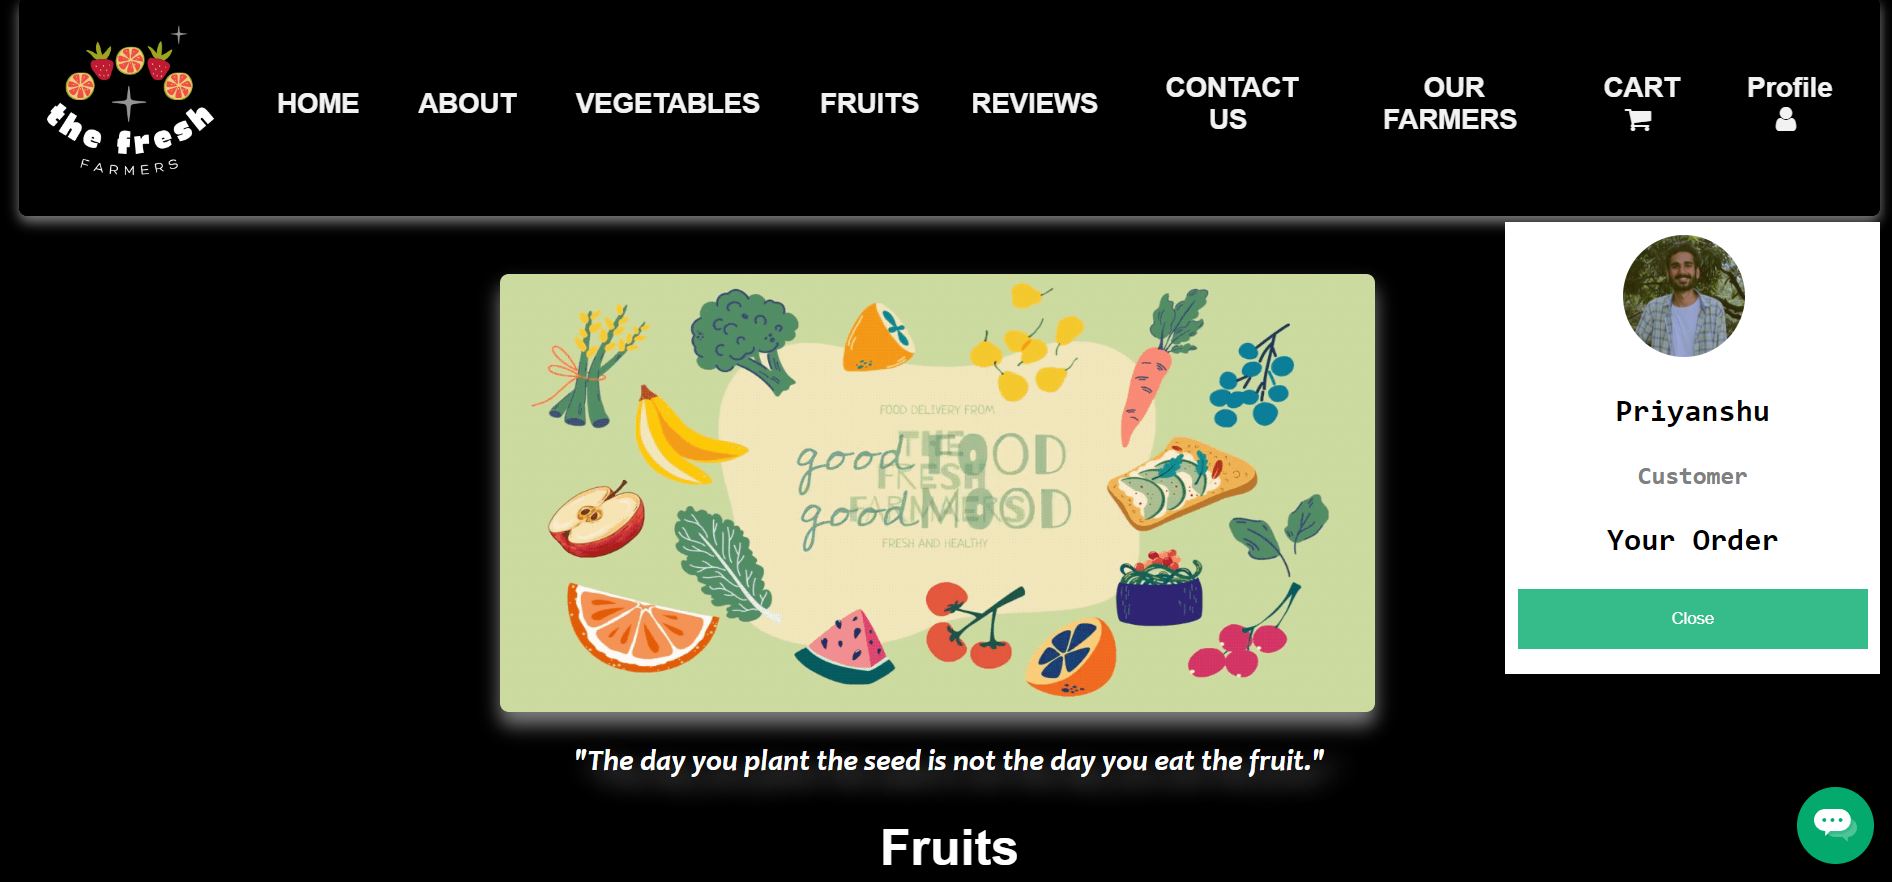 the fresh
FARMERS
HOME
ABOUT
VEGETABLES
FRUITS
REVIEWS
CONTACT
US
OUR
FARMERS
CART
Profile
FOOD DELIVERY FROM
THE
FRESH
FARMERS
good FOOD
good MOOD
FRESH AND HEALTHY
Priyanshu
Customer
Your Order
Close
"The day you plant the seed is not the day you eat the fruit."
Fruits